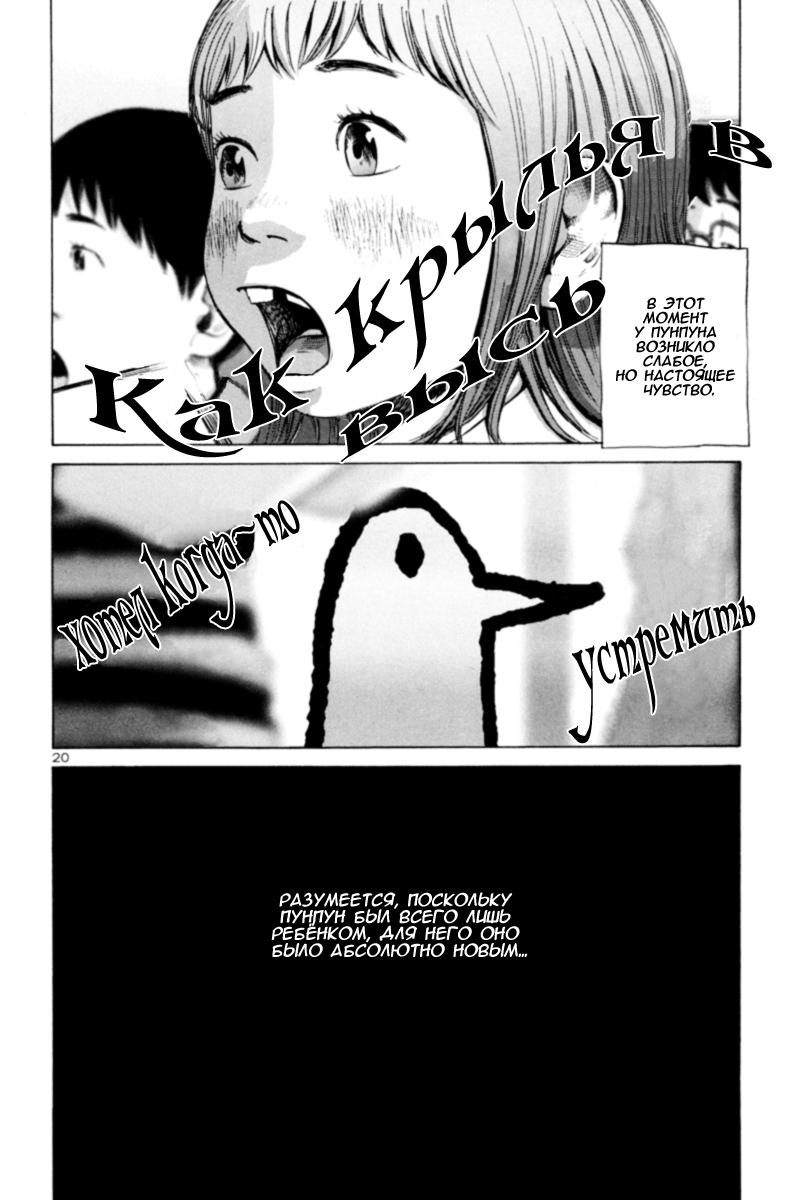 Как крылья в
высь
В ЭТОТ
МОМЕНТ
У ПУНПУНА
ВОЗНИКЛО
СЛАБОЕ,
НО НАСТОЯЩЕЕ
ЧУВСТВО.
хотел когда-то
устремить
20
РАЗУМЕЕТСЯ, ПОСКОЛЬКУ
ПУНПУН БЫЛ ВСЕГО ЛИШЬ
РЕБЁНКОМ, ДЛЯ НЕГО ОНО
БЫЛО АБСОЛЮТНО НОВЫМ...